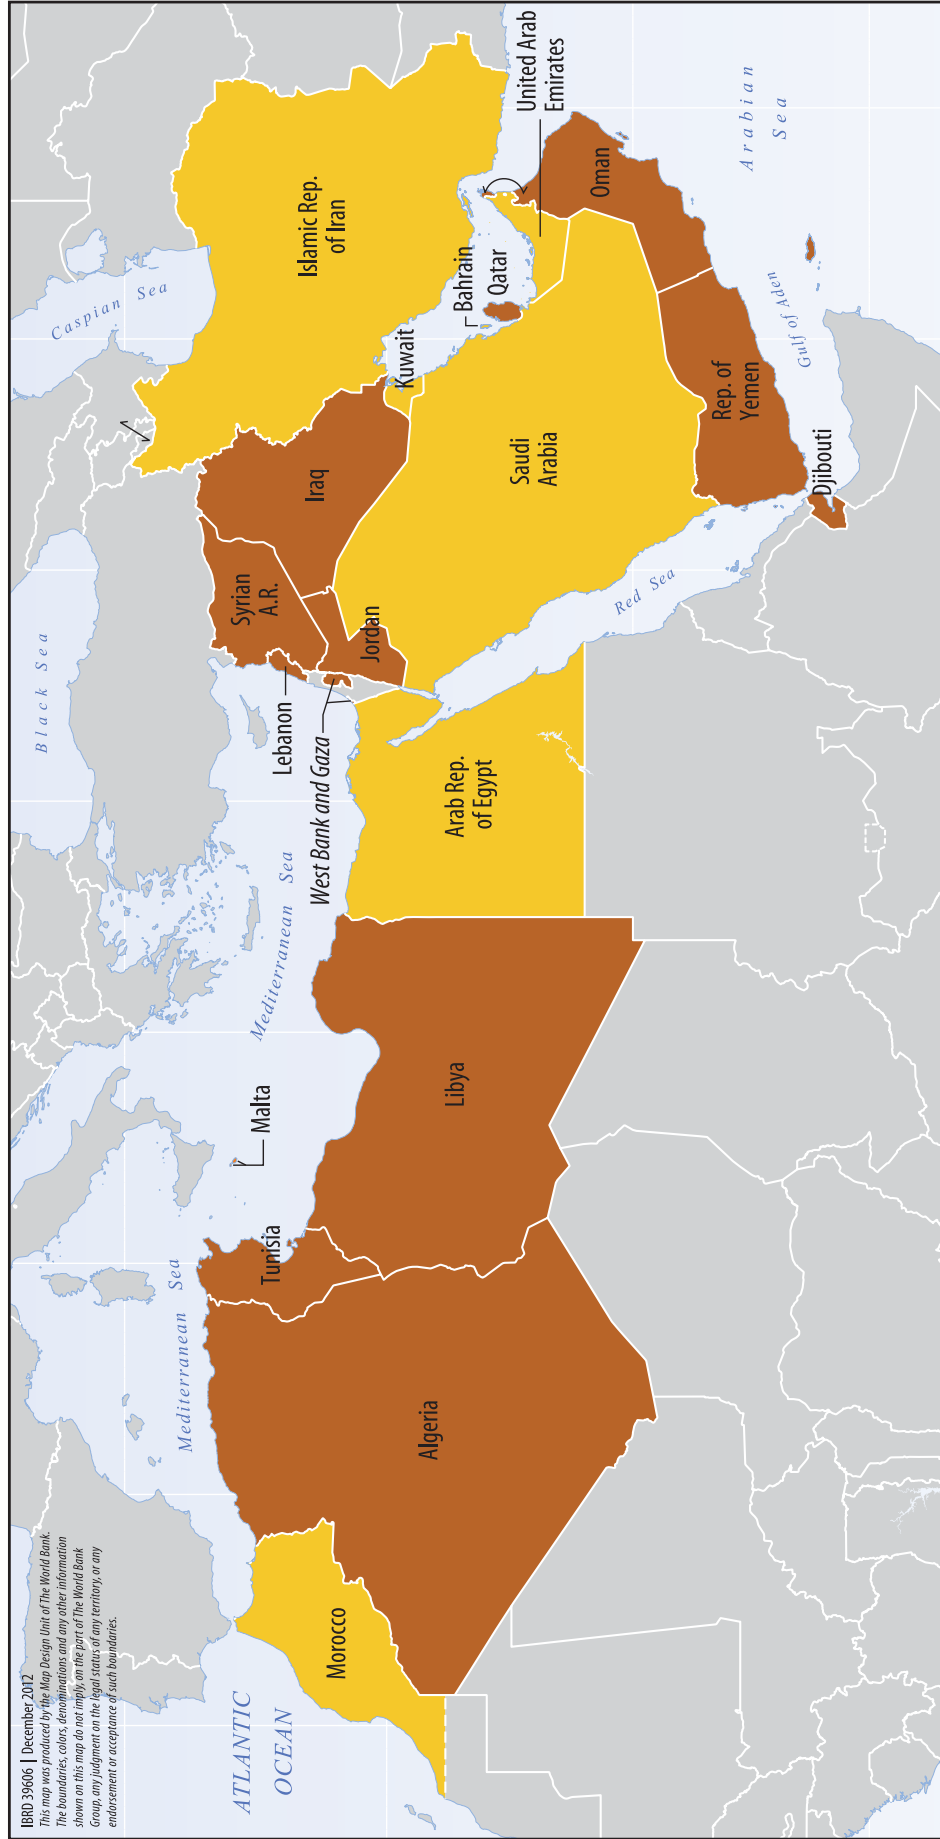 IBRD 39606 | December 2012
This map was produced by the Map Design Unit of The World Bank.
The boundaries, colors, denominations and any other information
shown on this map do not imply, on the part of The World Bank
Group, any judgment on the legal status of any territory, or any
endorsement or acceptance of such boundaries.
ATLANTIC
OCEAN
Morocco
Algeria
Mediterranean Sea
Tunisia
Malta
Libya
Mediterranean Sea
Black Sea
Lebanon
West Bank and Gaza
Arab Rep.
of Egypt
Syrian
A.R.
Jordan
Iraq
Red Sea
Caspian Sea
Kuwait
Saudi
Arabia
Islamic Rep.
of Iran
Bahrain
Qatar
United Arab
Emirates
Oman
Rep. of
Yemen
Djibouti
Gulf of Aden
Arabian
Sea